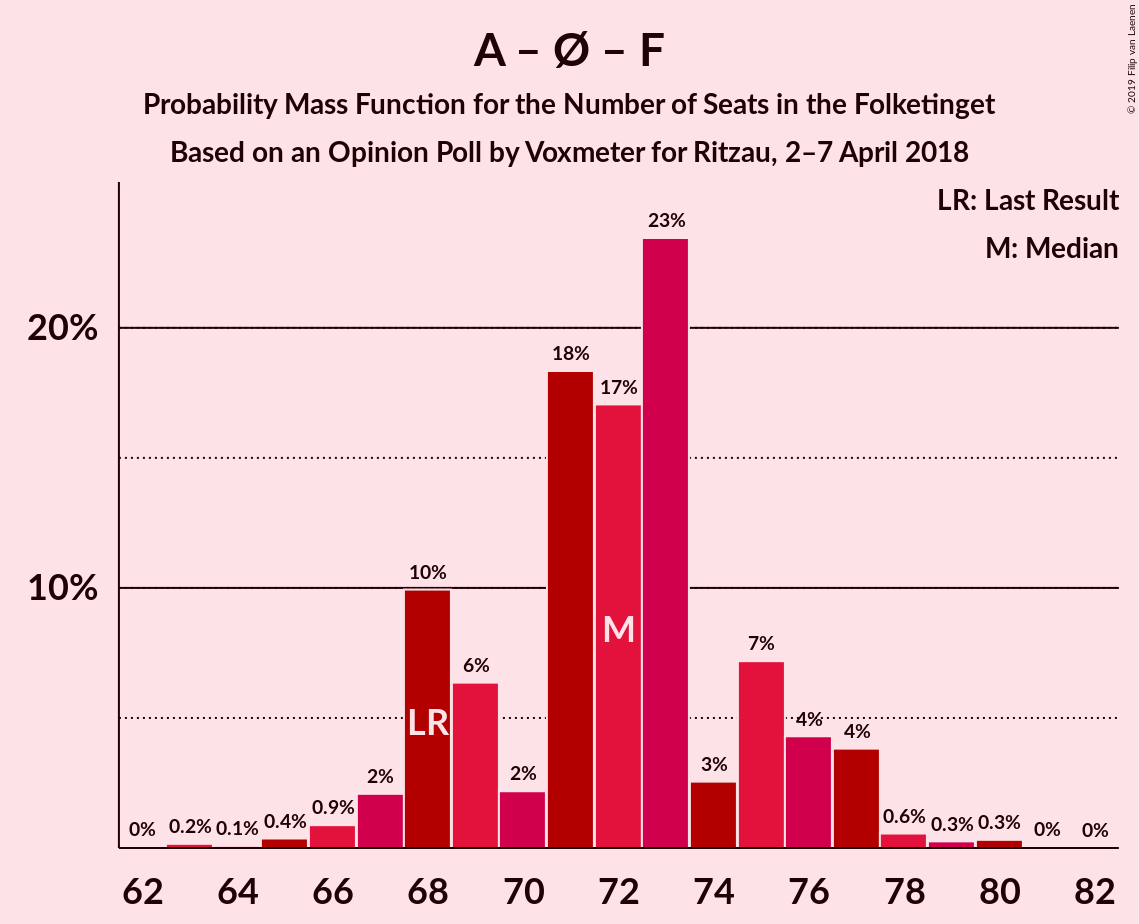 A – Ø – F
Probability Mass Function for the Number of Seats in the Folketinget
Based on an Opinion Poll by Voxmeter for Ritzau, 2–7 April 2018
© 2019 Filip van Laenen
LR: Last Result
M: Median
23%
20%
18%
17%
10%
10%
M
7%
6%
LR
4%
4%
3%
2%
2%
0.9%
0.6%
0.4%
0.3%
0.3%
0.2%
0.1%
0%
0%
0%
62 64 66 68 70 72 74 76 78 80 82